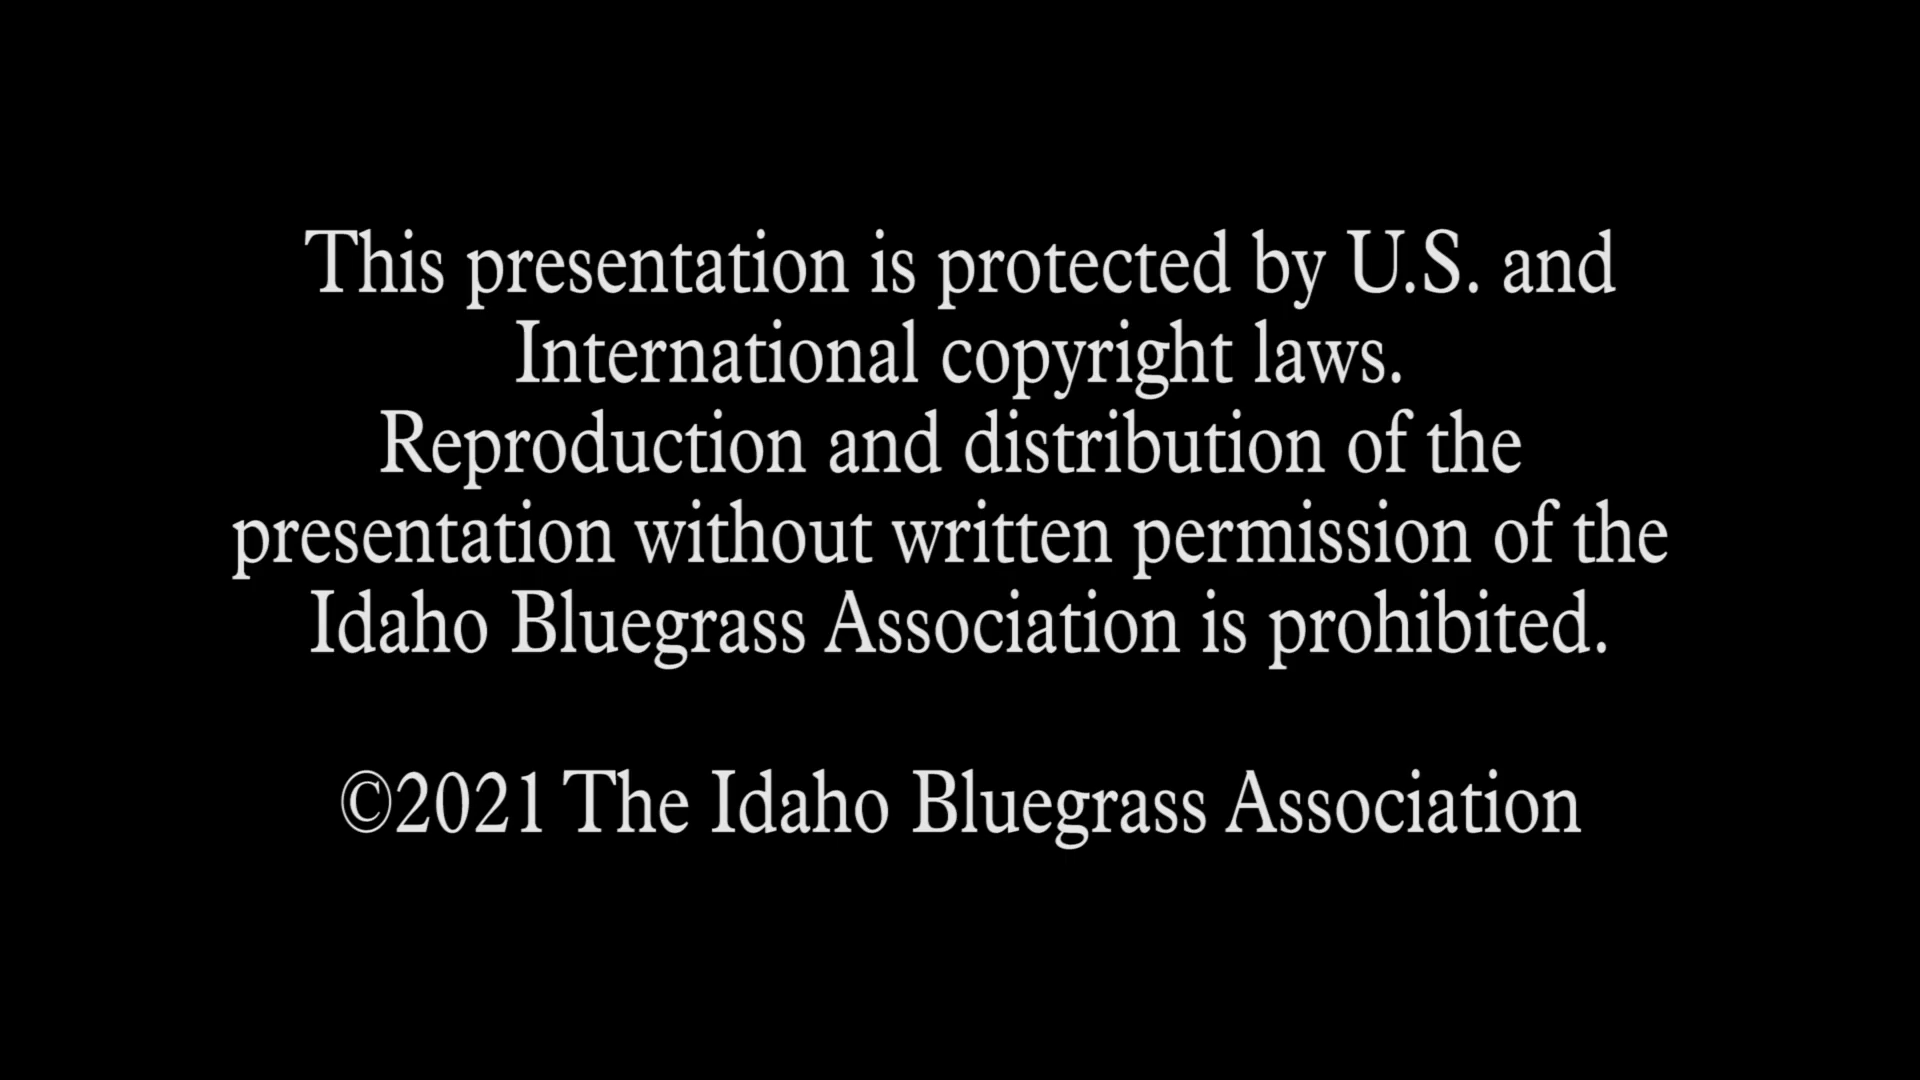 This presentation is protected by U.S. and
International copyright laws.
Reproduction and distribution of the
presentation without written permission of the
Idaho Bluegrass Association is prohibited.
©2021 The Idaho Bluegrass Association